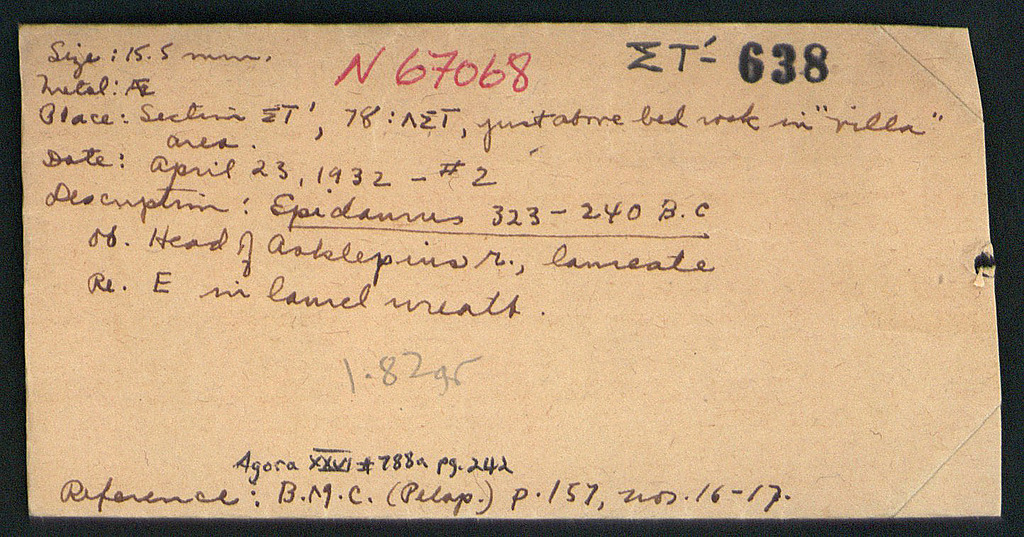 Size: 15.5 mm.
N 67068
ΣΤ´- 638
Metal: Æ
Place: Section ΣΤ', 78:ΛΣΤ, just above bed rock in "villa"
area.
Date: April 23, 1932 - #2
Description: Epidaurus 323-240 B.C
Ob. Head of Asklepius r., laureate
Re. E in laurel wreath.
1.82gr
Agora XXVI # 788a pg. 242
Reference: B.M.C. (Pelop.) p. 157, nos. 16-17.